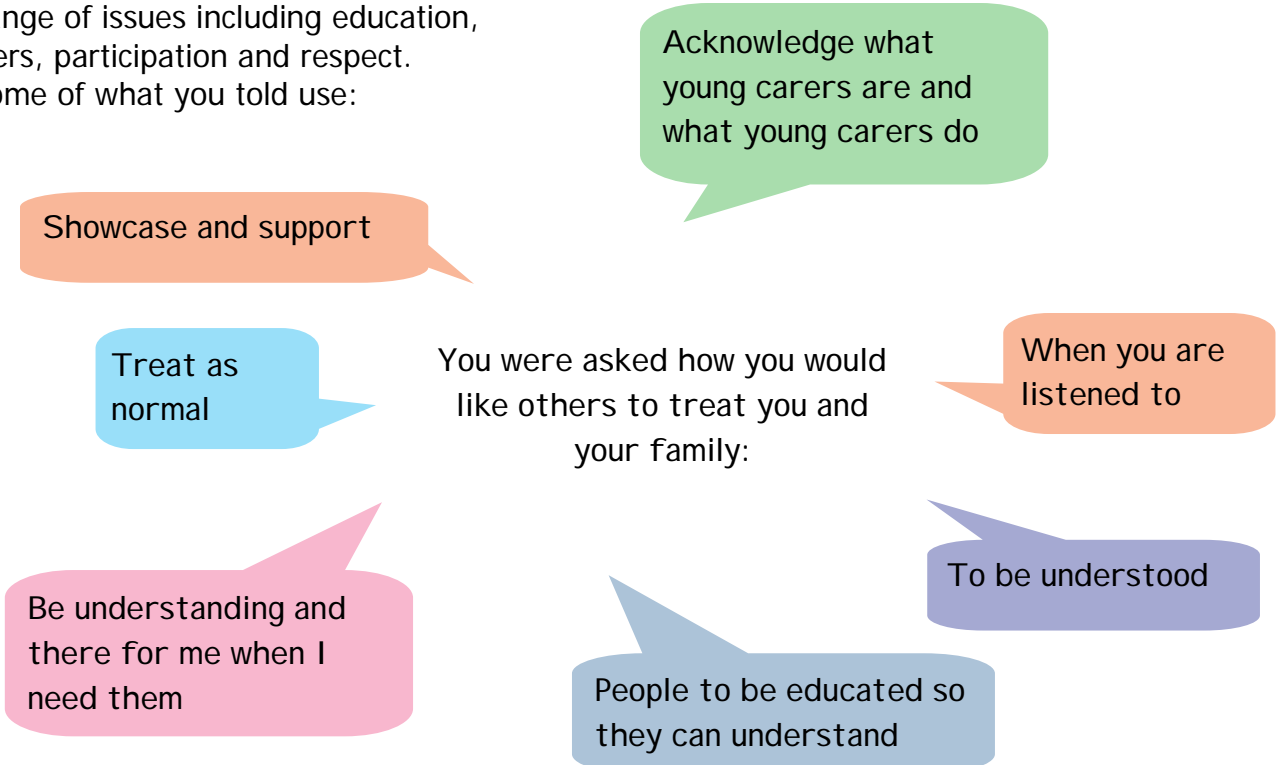 nge of issues including education,
ers, participation and respect.
ome of what you told use:
Acknowledge what
young carers are and
what young carers do
Showcase and support
Treat as
normal
You were asked how you would
like others to treat you and
your family:
When you are
listened to
To be understood
Be understanding and
there for me when I
need them
People to be educated so
they can understand